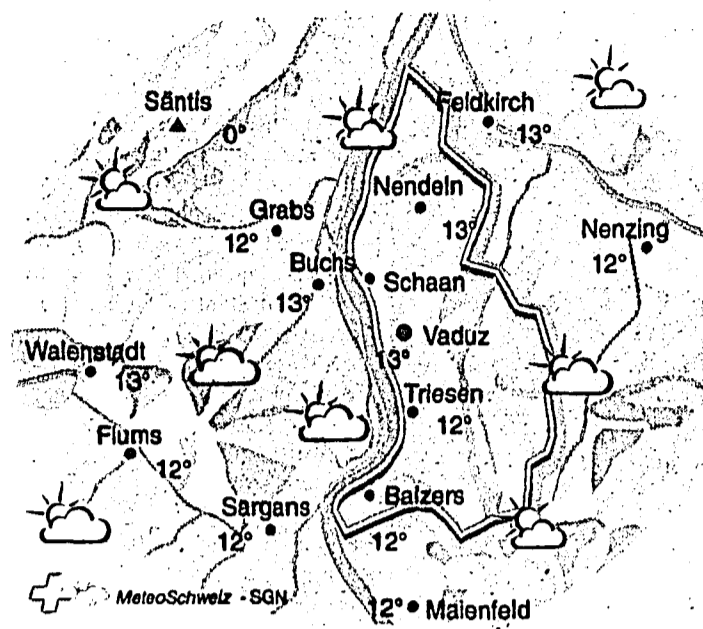 Säntis
0°
Feldkirch
13°
Nendeln
13°
Grabs
12°
Nenzing
12°
Buchs
13°
Schaan
Vaduz
13°
Walenstadt
13°
Triesen
12°
Flums
12°
Balzers
12°
Sargans
12°
MeteoSchweiz - SGN
12°
Maienfeld